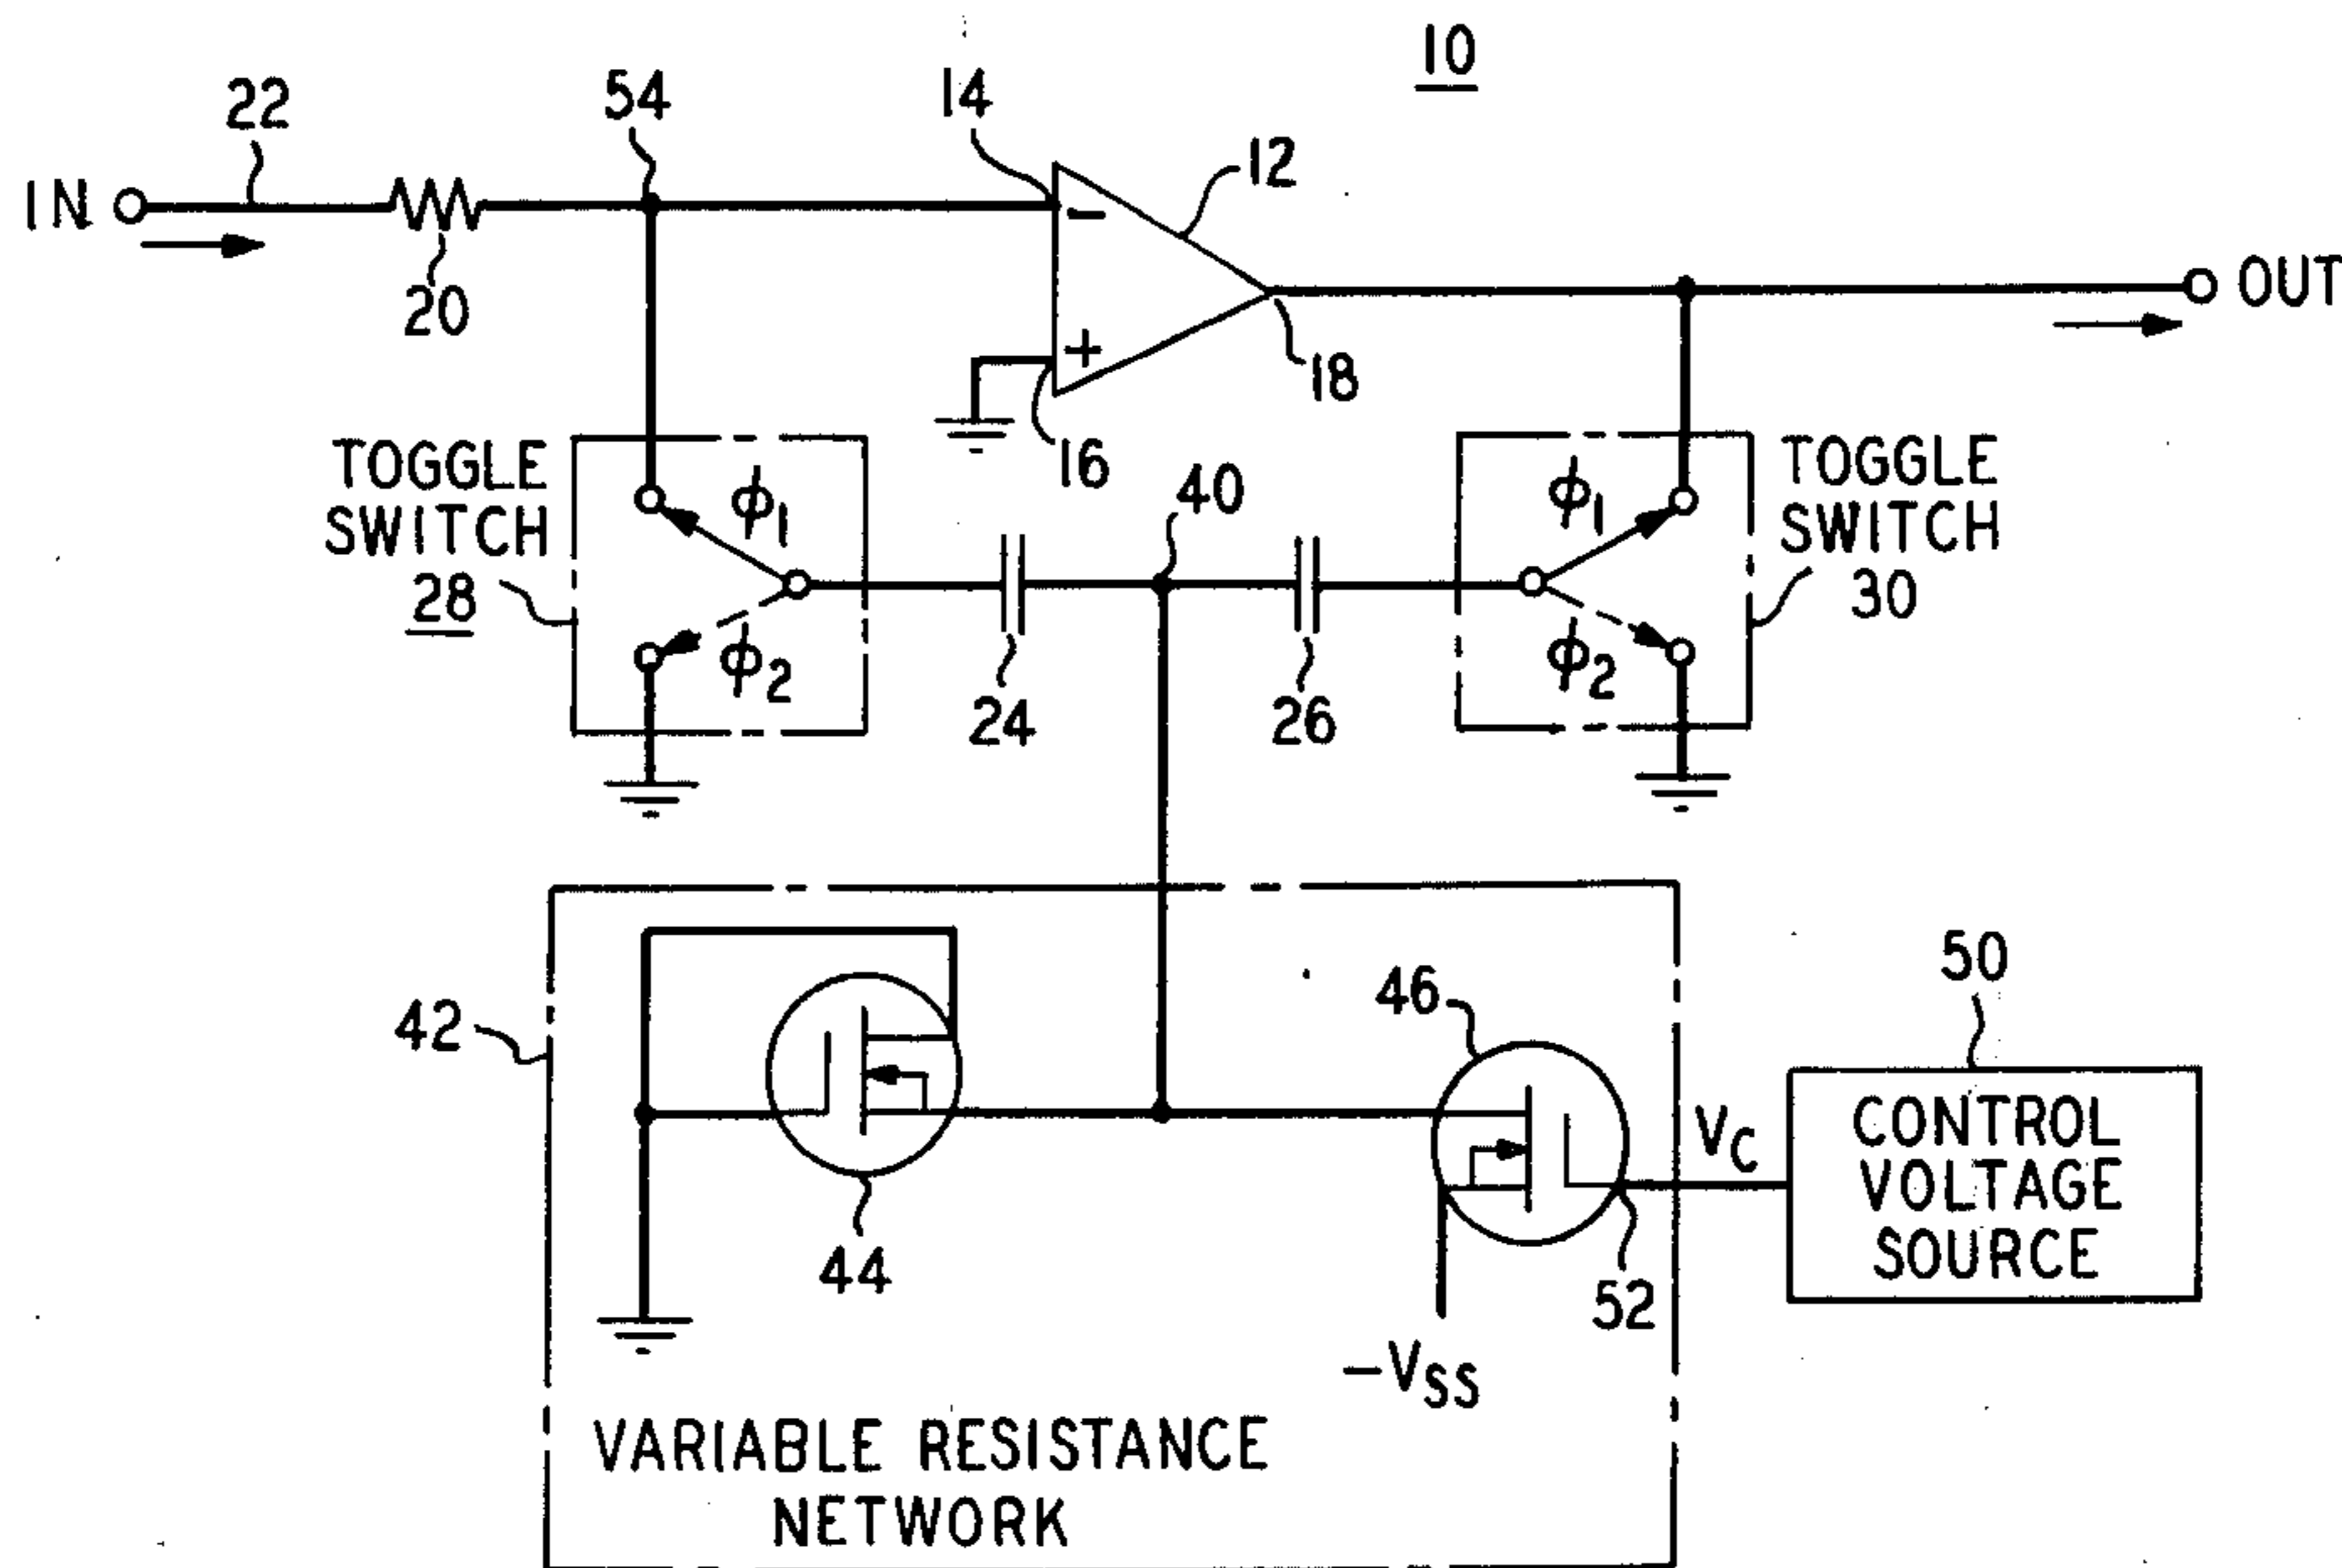 10
22
54
14
12
IN
20
-
+
OUT
18
16
TOGGLE
SWITCH
28
ϕ1
ϕ2
40
24
26
ϕ1
ϕ2
TOGGLE
SWITCH
30
42
44
46
50
VC
CONTROL
VOLTAGE
SOURCE
52
-VSS
VARIABLE RESISTANCE
NETWORK